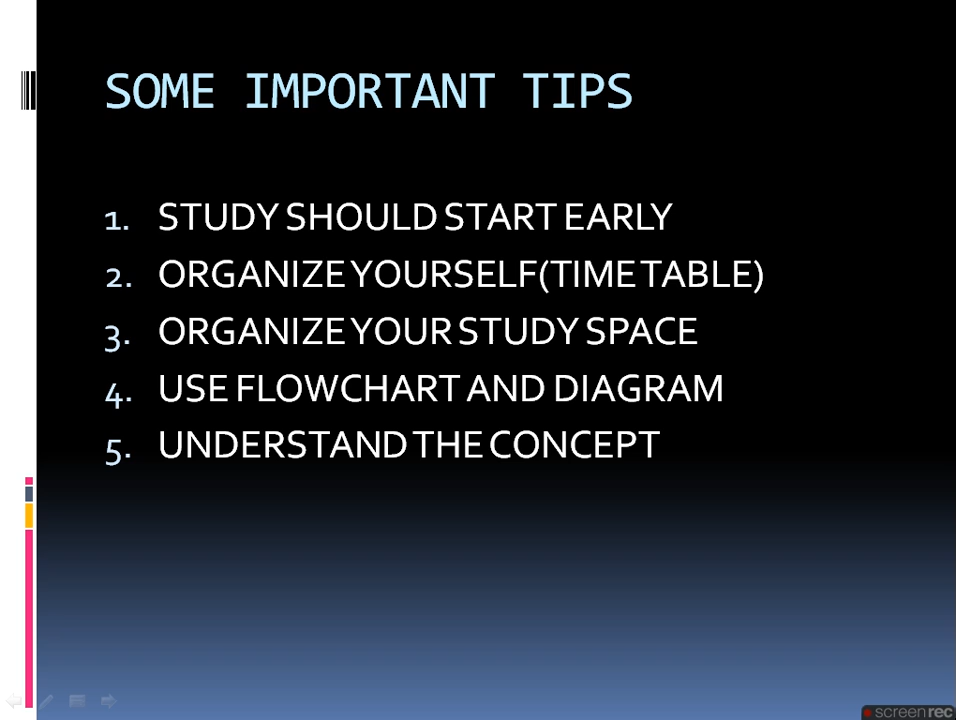 SOME IMPORTANT TIPS
1. STUDY SHOULD START EARLY
2. ORGANIZE YOURSELF(TIME TABLE)
3. ORGANIZE YOUR STUDY SPACE
4. USE FLOWCHART AND DIAGRAM
5. UNDERSTAND THE CONCEPT
screenrec